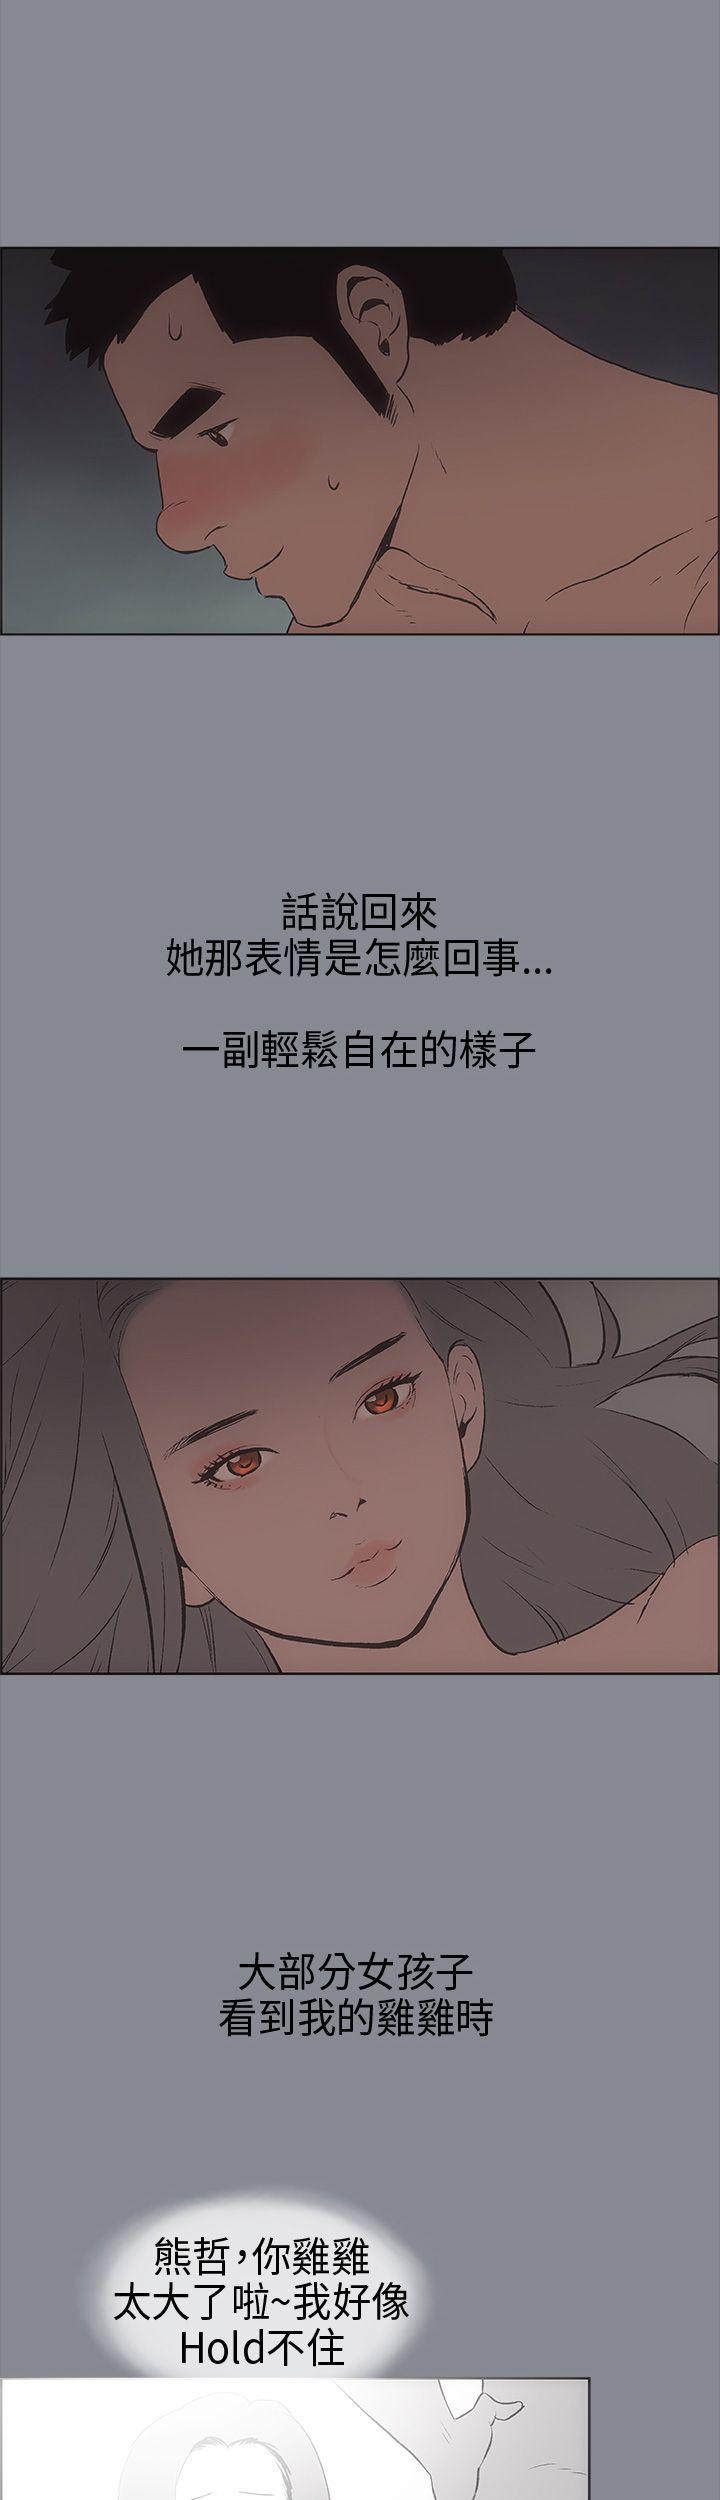 話說回來
她那表情是怎麼回事...
一副輕鬆自在的樣子
大部分女孩子
看到我的雞雞時
熊哲，你雞雞
太大了啦~我好像
Hold不住